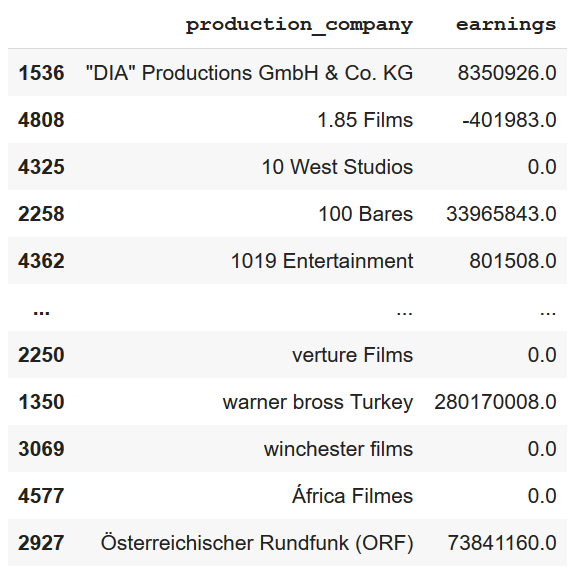 production_company earnings
1536 "DIA" Productions GmbH & Co. KG 8350926.0
4808 1.85 Films -401983.0
4325 10 West Studios 0.0
2258 100 Bares 33965843.0
4362 1019 Entertainment 801508.0
... ... ...
2250 verture Films 0.0
1350 warner bross Turkey 280170008.0
3069 winchester films 0.0
4577 África Filmes 0.0
2927 Österreichischer Rundfunk (ORF) 73841160.0